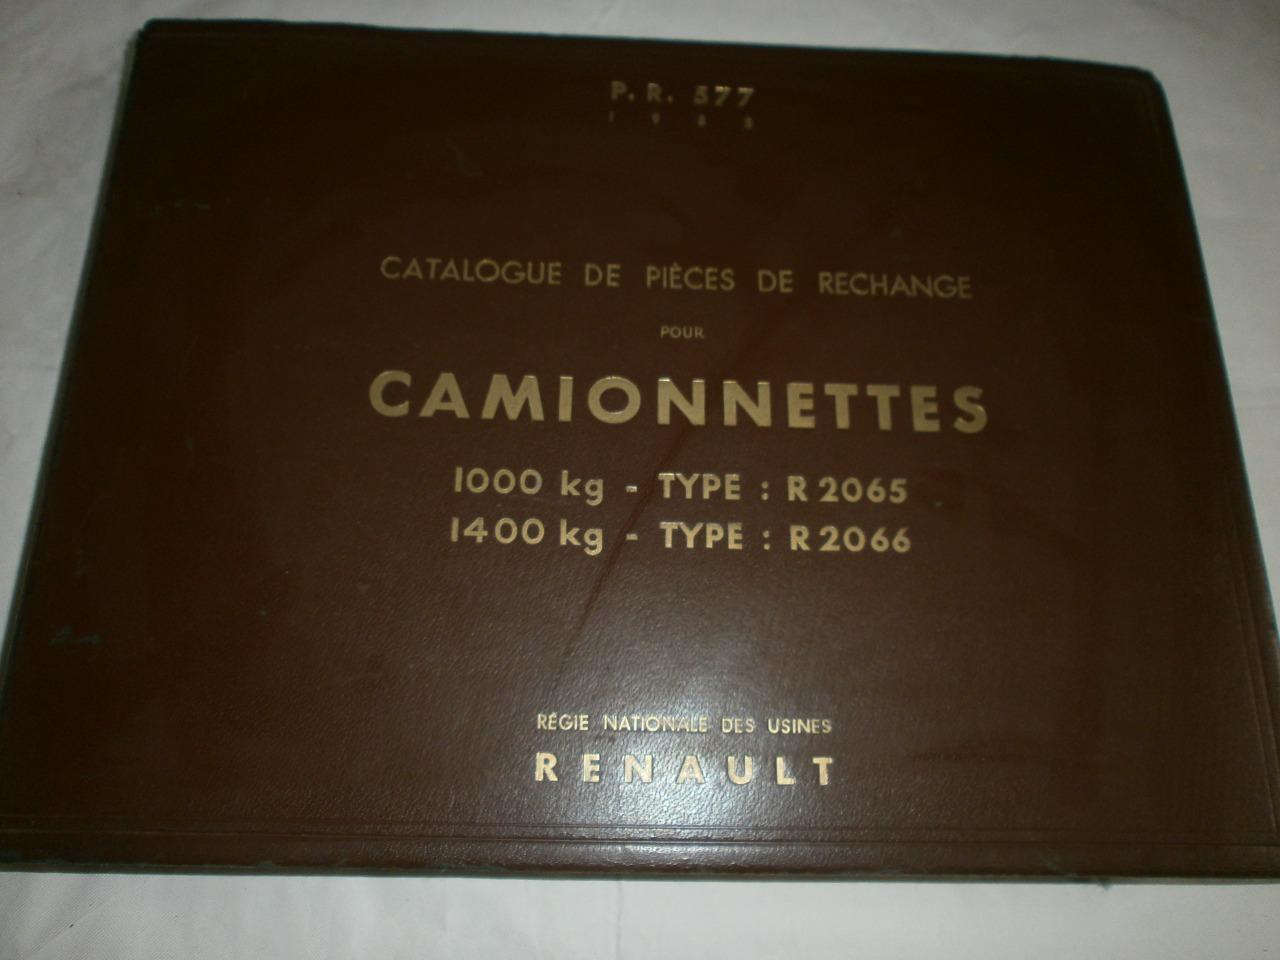 P. R. 577
CATALOGUE DE PIÈCES DE RECHANGE
POUR
CAMIONNETTES
1000 kg - TYPE : R 2065
1400 kg - TYPE : R 2066
RÉGIE NATIONALE DES USINES
RENAULT